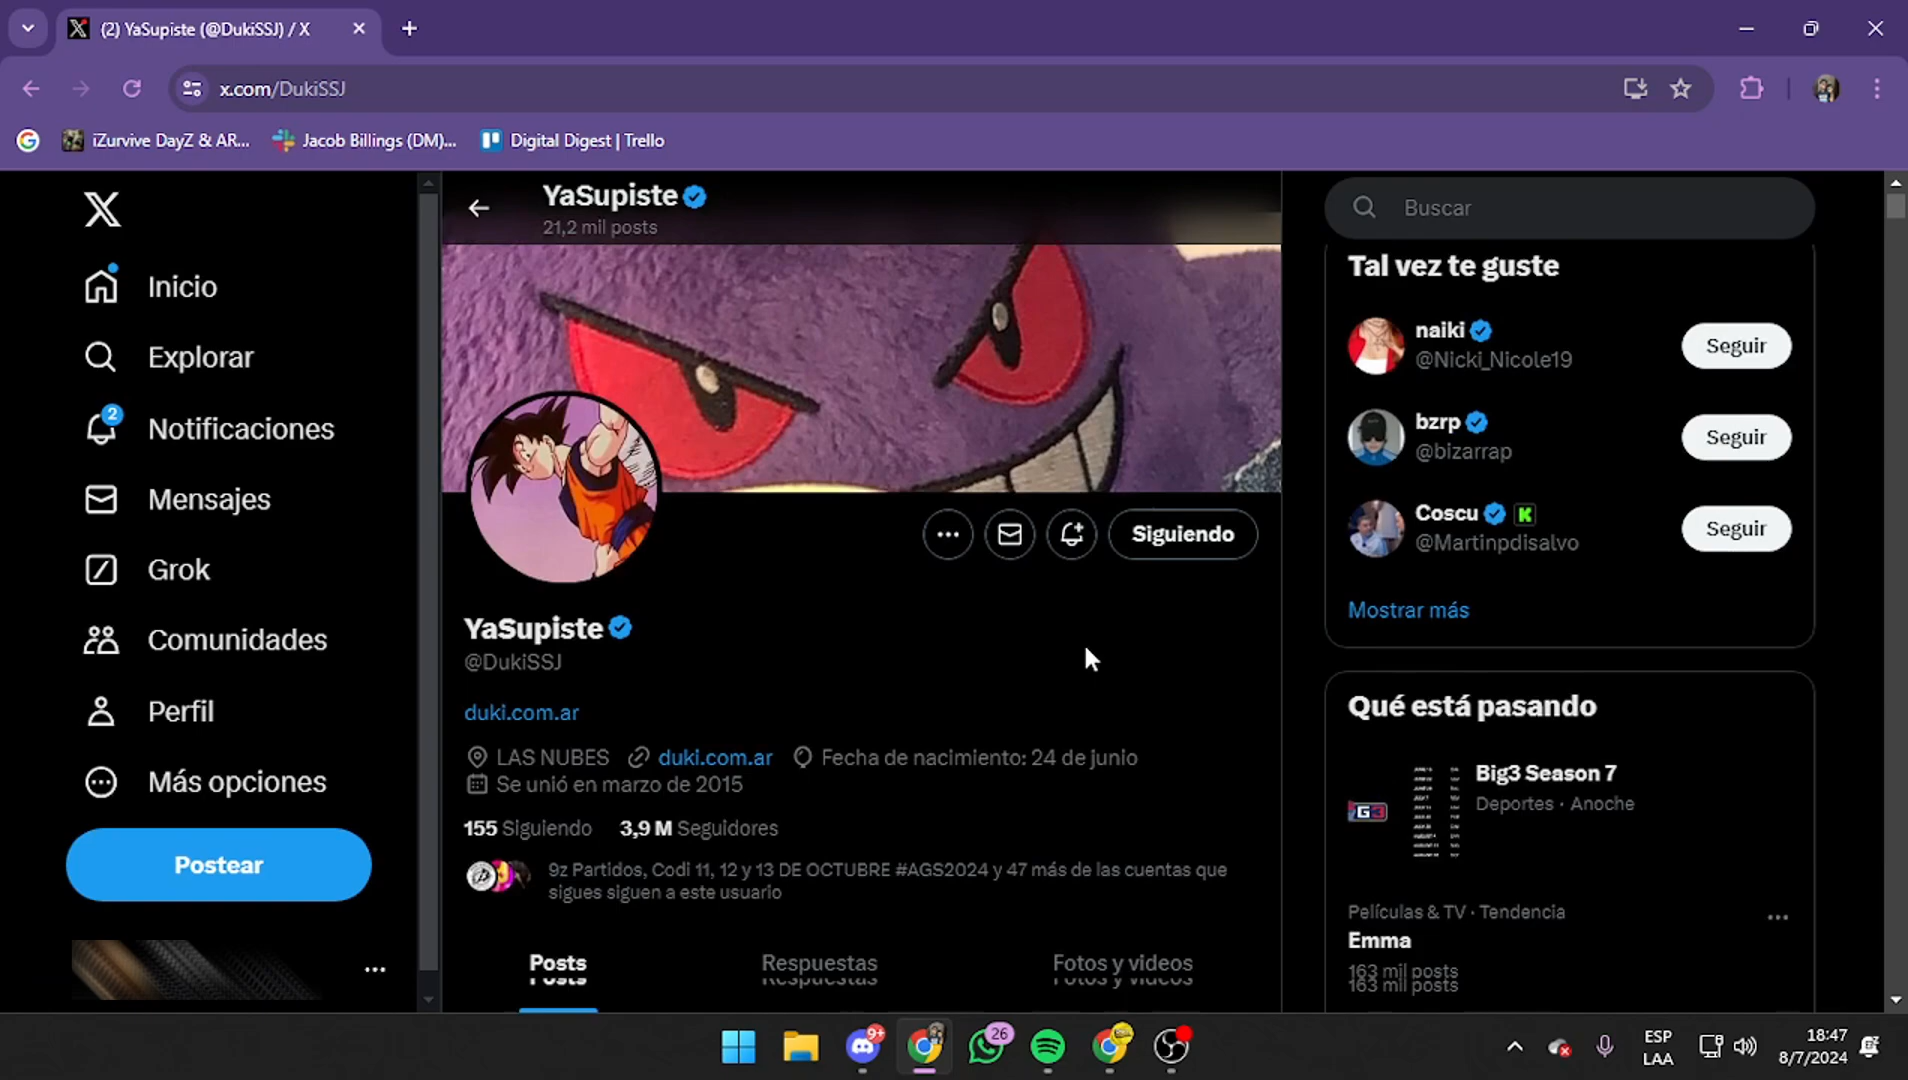 (2) YaSupiste (@DukiSSJ) / X
x.com/DukiSSJ
iZurvive DayZ & AR...
Jacob Billings (DM)...
Digital Digest | Trello
Inicio
Explorar
2
Notificaciones
Mensajes
Grok
Comunidades
Perfil
Más opciones
Postear
YaSupiste
21,2 mil posts
Siguiendo
YaSupiste
@DukiSSJ
duki.com.ar
LAS NUBES duki.com.ar Fecha de nacimiento: 24 de junio
Se unió en marzo de 2015
155 Siguiendo 3,9 M Seguidores
9z Partidos, Codi 11, 12 y 13 DE OCTUBRE #AGS2024 y 47 más de las cuentas que
sigues siguen a este usuario
Posts Respuestas Fotos y videos
Buscar
Tal vez te guste
naiki
@Nicki_Nicole19
Seguir
bzrp
@bizarrap
Seguir
Coscu
@Martinpdisalvo
Seguir
Mostrar más
Qué está pasando
Big3 Season 7
Deportes · Anoche
Películas & TV · Tendencia
Emma
163 mil posts
9+
26
ESP
LAA
18:47
8/7/2024